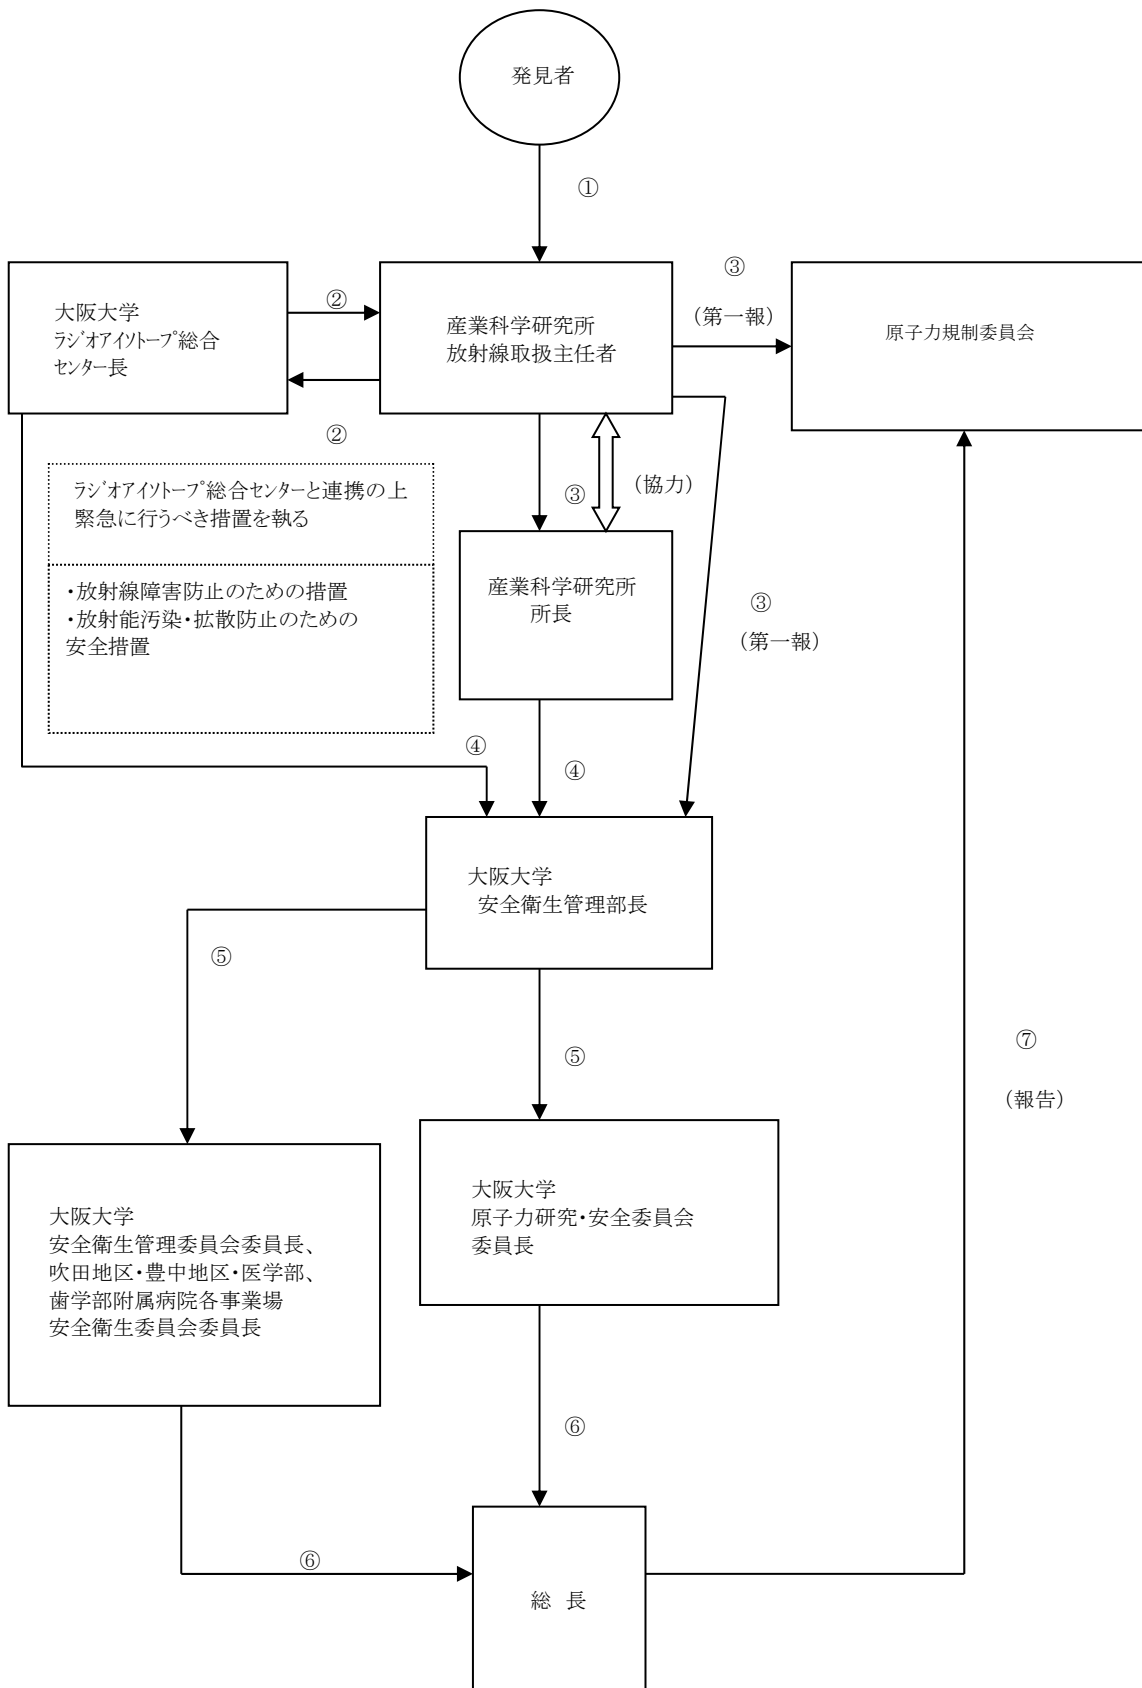 発見者
①
大阪大学
ラジオアイソトープ総合
センター長
②
産業科学研究所
放射線取扱主任者
③
(第一報)
原子力規制委員会
②
ラジオアイソトープ総合センターと連携の上
緊急に行うべき措置を執る
③
(協力)
・放射線障害防止のための措置
・放射能汚染・拡散防止のための
安全措置
産業科学研究所
所長
③
(第一報)
④
④
大阪大学
安全衛生管理部長
⑤
⑤
⑦
(報告)
大阪大学
安全衛生管理委員会委員長、
吹田地区・豊中地区・医学部、
歯学部附属病院各事業場
安全衛生委員会委員長
大阪大学
原子力研究・安全委員会
委員長
⑥
⑥
総 長